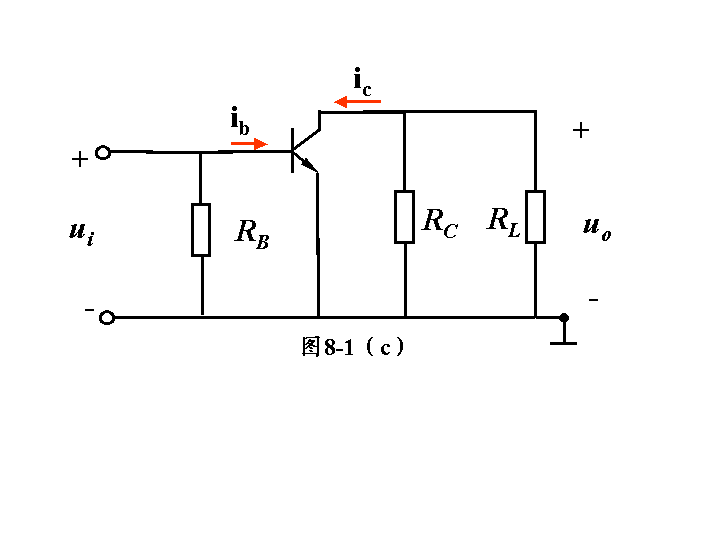 ic
ib
+ +
ui RB RC RL uo
- -
图8-1（c）